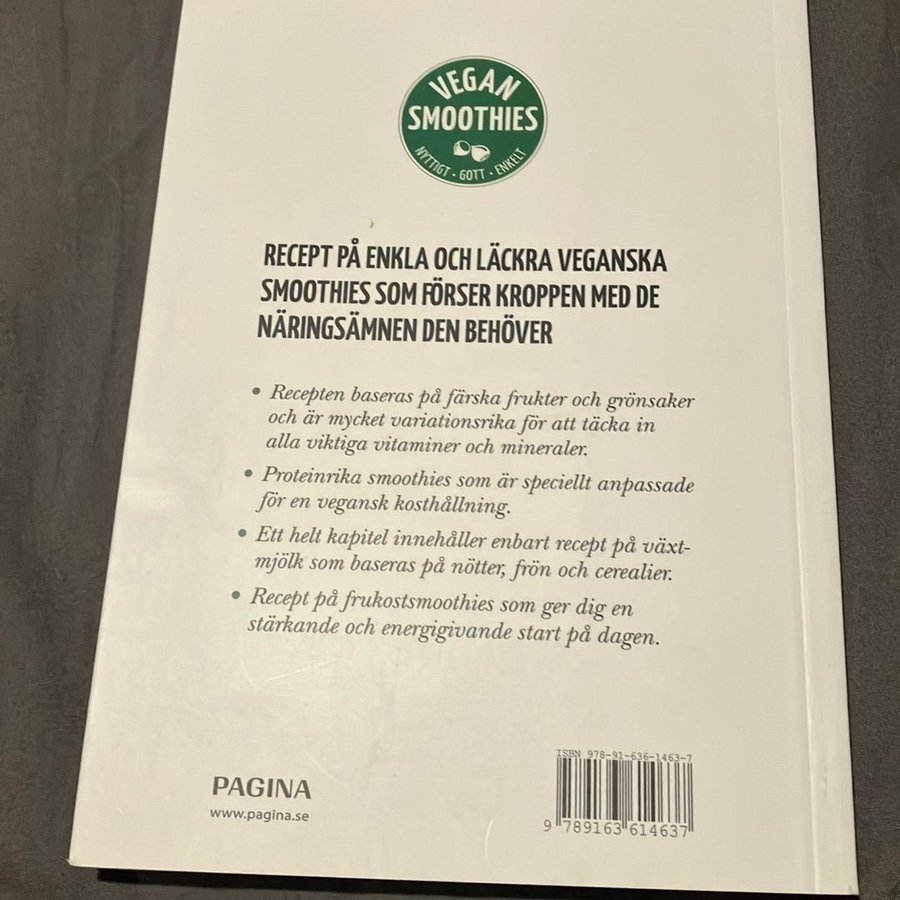 VEGAN
SMOOTHIES
NYTTIGT · GOTT · ENKELT
RECEPT PÅ ENKLA OCH LÄCKRA VEGANSKA
SMOOTHIES SOM FÖRSER KROPPEN MED DE
NÄRINGSÄMNEN DEN BEHÖVER
• Recepten baseras på färska frukter och grönsaker
och är mycket variationsrika för att täcka in
alla viktiga vitaminer och mineraler.
• Proteinrika smoothies som är speciellt anpassade
för en vegansk kosthållning.
• Ett helt kapitel innehåller enbart recept på växt-
mjölk som baseras på nötter, frön och cerealier.
• Recept på frukostsmoothies som ger dig en
stärkande och energigivande start på dagen.
PAGINA
www.pagina.se
ISBN 978-91-636-1463-7
9 789163 614637